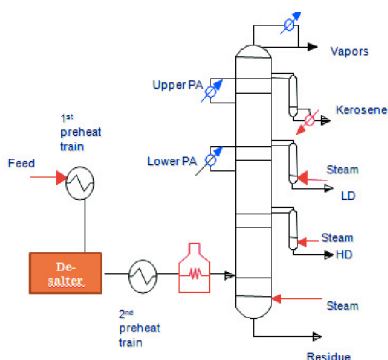 Vapors
Upper PA
1st
preheat
train
Kerosene
Feed
Lower PA
Steam
LD
De-
salter
Steam
HD
2nd
preheat
train
Steam
Residue